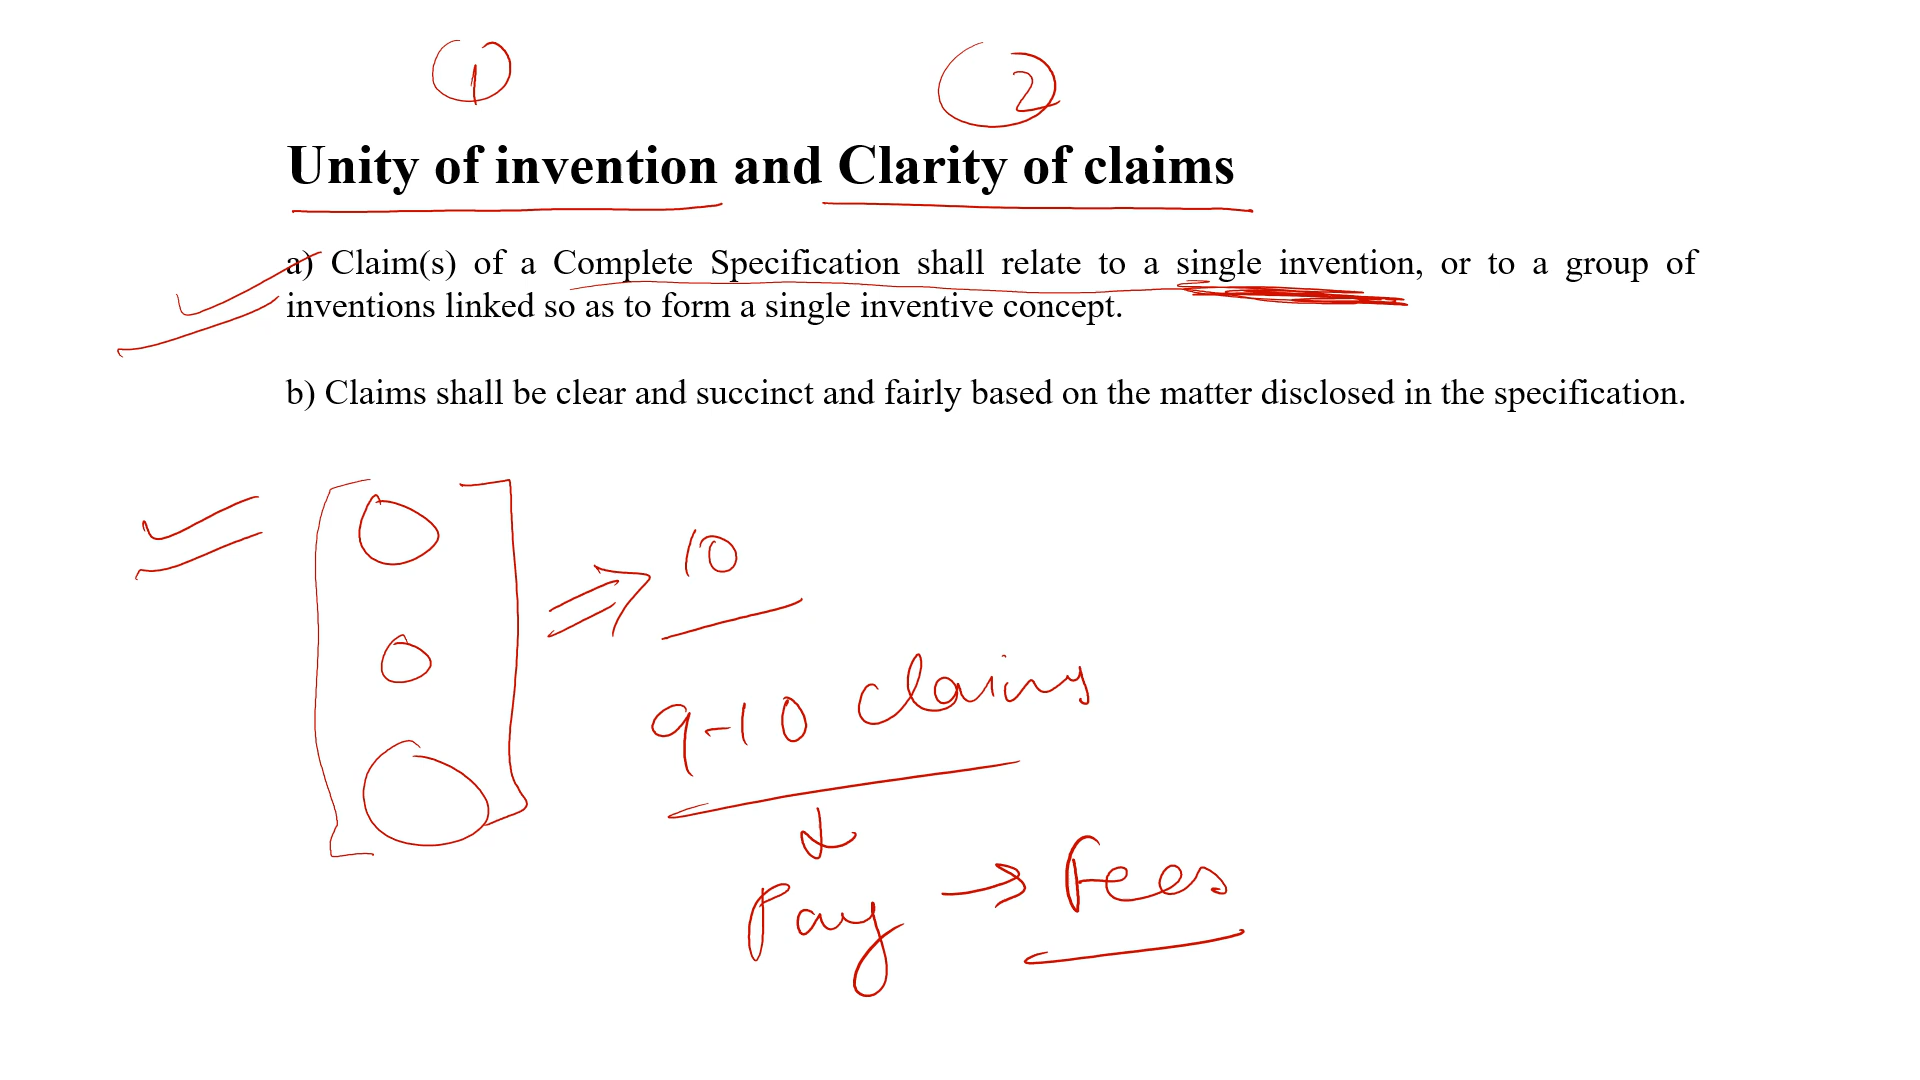 1
2
Unity of invention and Clarity of claims
a) Claim(s) of a Complete Specification shall relate to a single invention, or to a group of
inventions linked so as to form a single inventive concept.
b) Claims shall be clear and succinct and fairly based on the matter disclosed in the specification.
10
9-10 claims
Pay → Fees